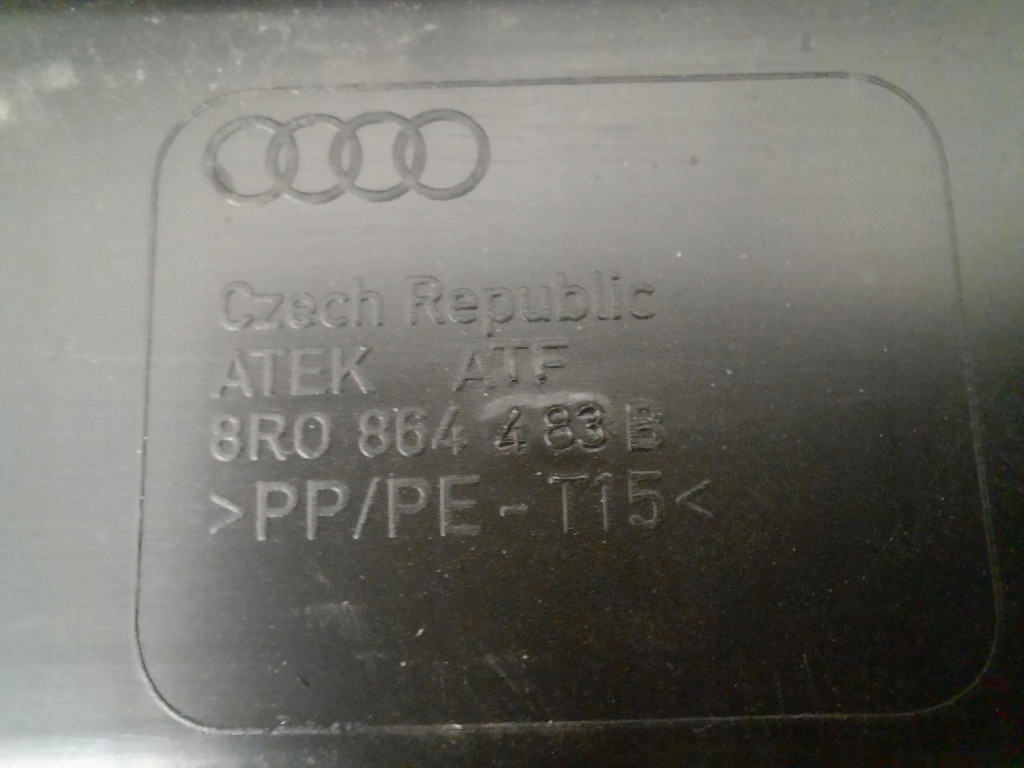 Czech Republic
ATEK ATF
8R0 864 483 B
>PP/PE - T15<